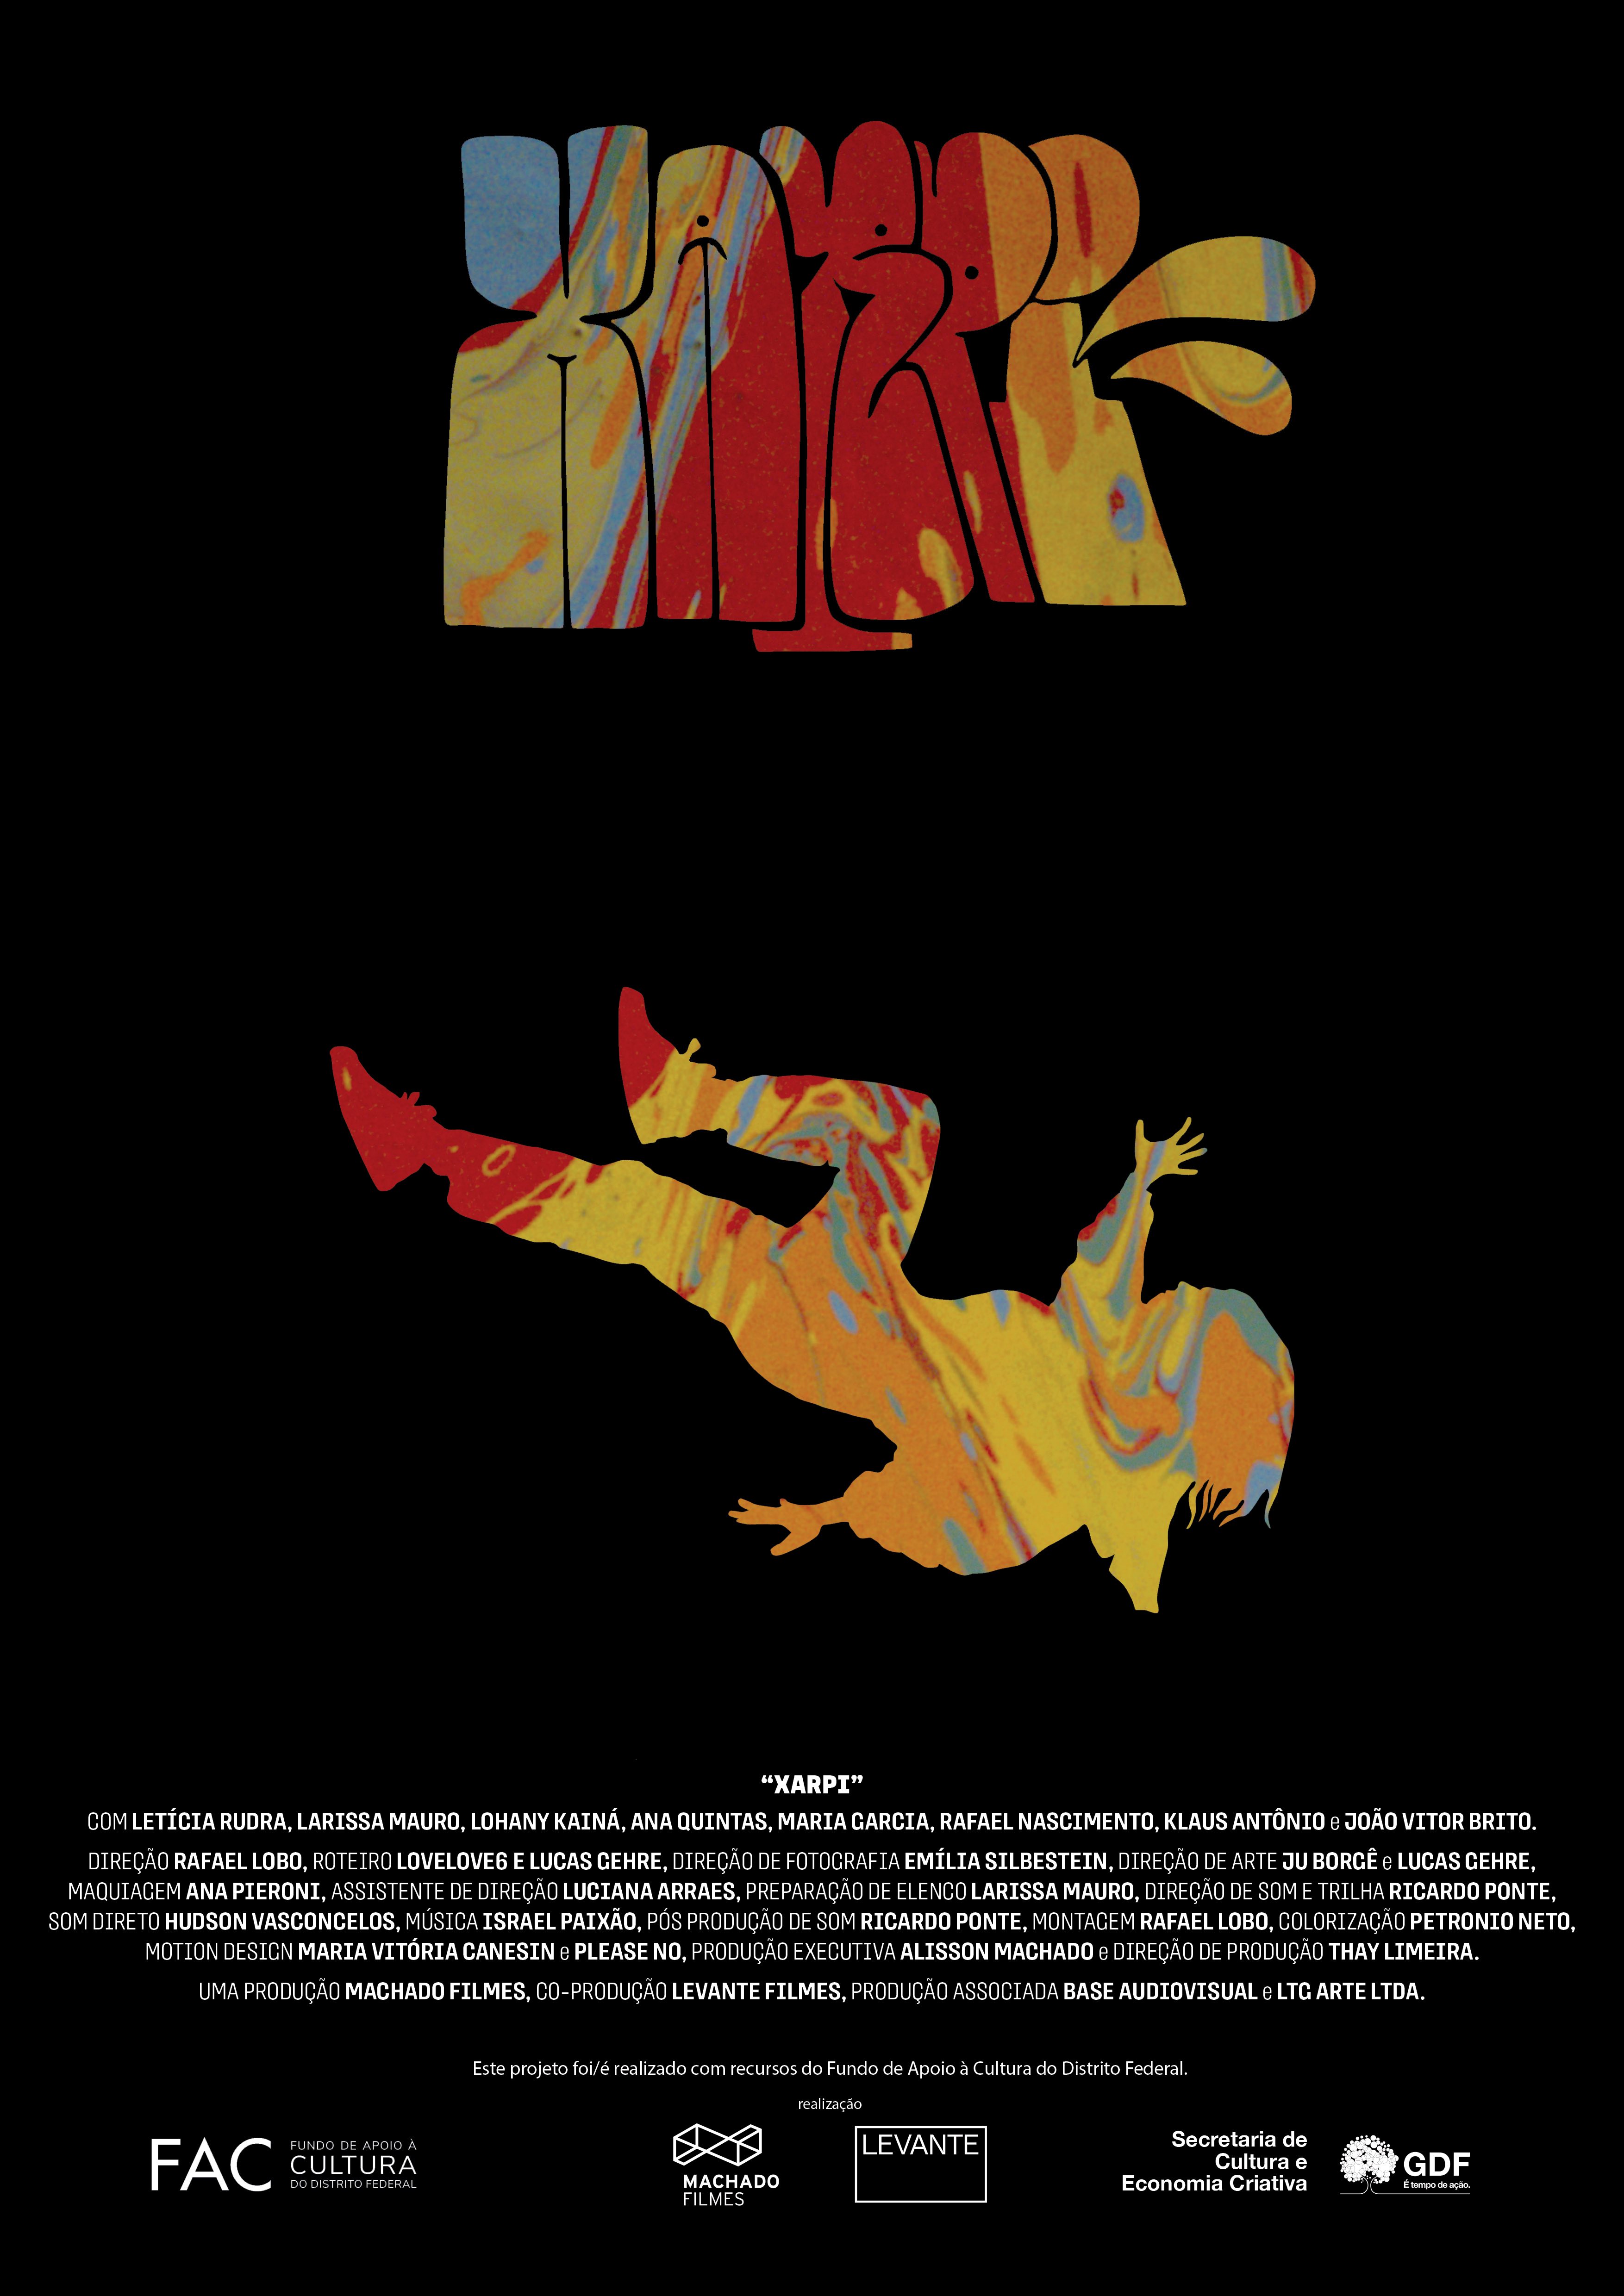 XARPI
“XARPI”
COM LETÍCIA RUDRA, LARISSA MAURO, LOHANY KAINÁ, ANA QUINTAS, MARIA GARCIA, RAFAEL NASCIMENTO, KLAUS ANTÔNIO e JOÃO VITOR BRITO.
DIREÇÃO RAFAEL LOBO, ROTEIRO LOVELOVE6 E LUCAS GEHRE, DIREÇÃO DE FOTOGRAFIA EMÍLIA SILBESTEIN, DIREÇÃO DE ARTE JU BORGÊ e LUCAS GEHRE,
MAQUIAGEM ANA PIERONI, ASSISTENTE DE DIREÇÃO LUCIANA ARRAES, PREPARAÇÃO DE ELENCO LARISSA MAURO, DIREÇÃO DE SOM E TRILHA RICARDO PONTE,
SOM DIRETO HUDSON VASCONCELOS, MÚSICA ISRAEL PAIXÃO, PÓS PRODUÇÃO DE SOM RICARDO PONTE, MONTAGEM RAFAEL LOBO, COLORIZAÇÃO PETRONIO NETO,
MOTION DESIGN MARIA VITÓRIA CANESIN e PLEASE NO, PRODUÇÃO EXECUTIVA ALISSON MACHADO e DIREÇÃO DE PRODUÇÃO THAY LIMEIRA.
UMA PRODUÇÃO MACHADO FILMES, CO-PRODUÇÃO LEVANTE FILMES, PRODUÇÃO ASSOCIADA BASE AUDIOVISUAL e LTG ARTE LTDA.
Este projeto foi/é realizado com recursos do Fundo de Apoio à Cultura do Distrito Federal.
realização
FAC
FUNDO DE APOIO À
CULTURA
DO DISTRITO FEDERAL
MACHADO
FILMES
LEVANTE
Secretaria de
Cultura e
Economia Criativa
GDF
É tempo de ação.